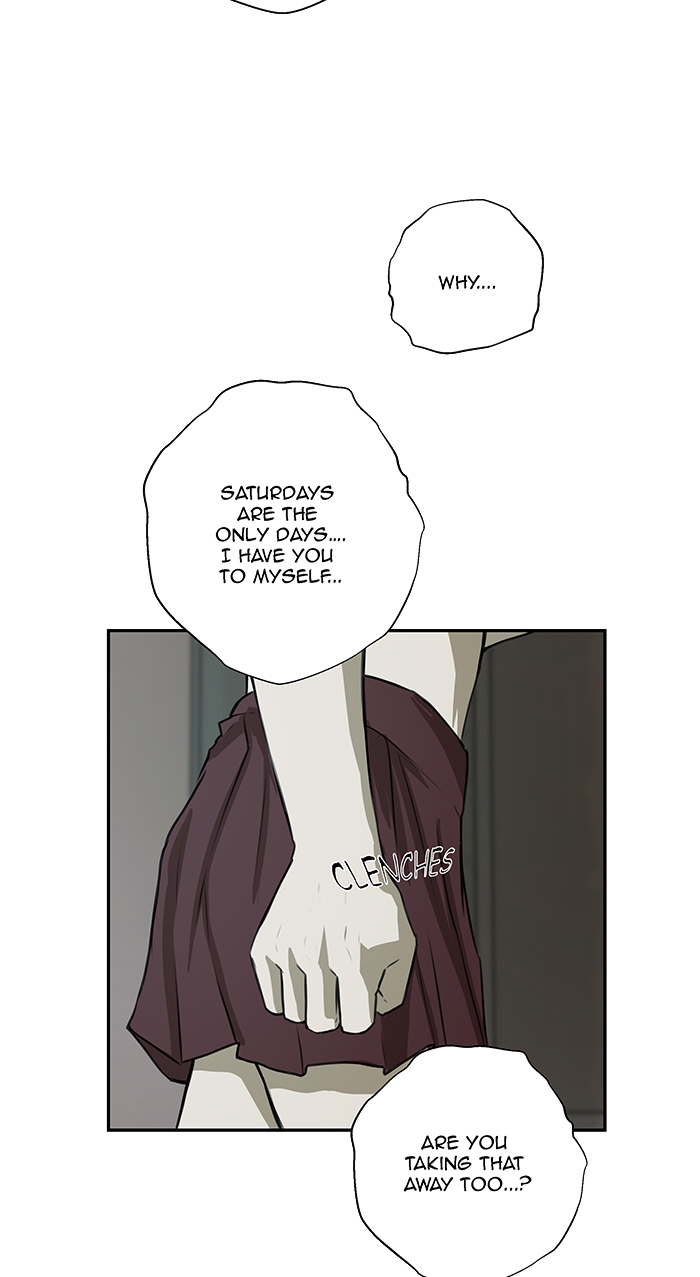 WHY....
SATURDAYS
ARE THE
ONLY DAYS....
I HAVE YOU
TO MYSELF...
CLENCHES
ARE YOU
TAKING THAT
AWAY TOO...?